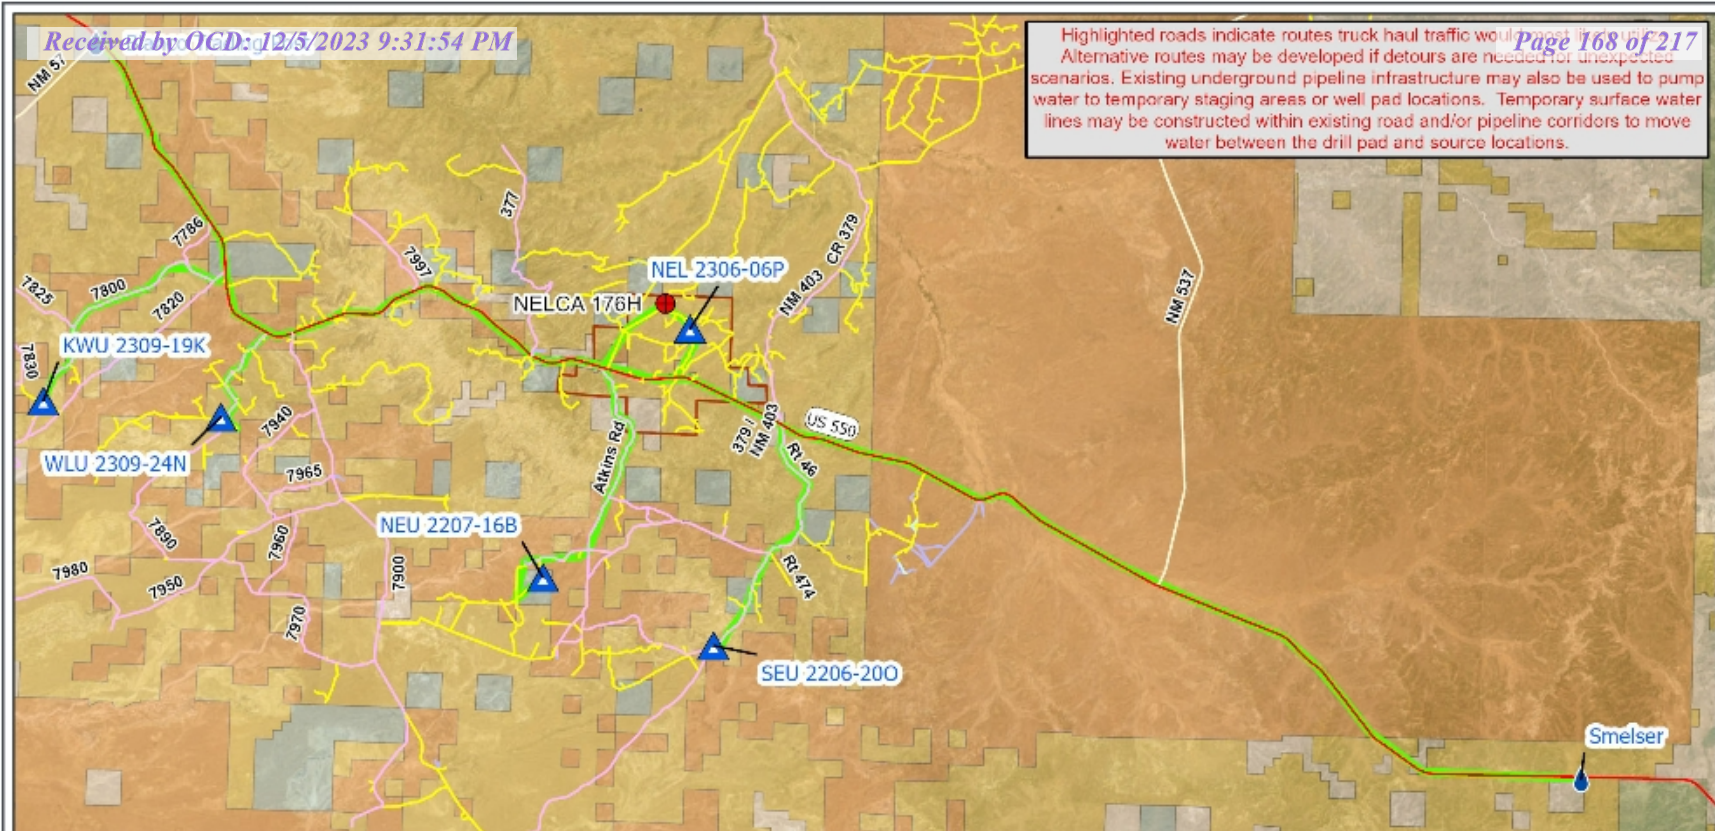 Received by OCD: 12/5/2023 9:31:54 PM
Page 168 of 217
Highlighted roads indicate routes truck haul traffic would most likely utilize.
Alternative routes may be developed if detours are needed for unexpected
scenarios. Existing underground pipeline infrastructure may also be used to pump
water to temporary staging areas or well pad locations. Temporary surface water
lines may be constructed within existing road and/or pipeline corridors to move
water between the drill pad and source locations.
NM 57
377
CR 379
7786
7997
NEL 2306-06P
NM 403
NM 537
7825
7800
7820
NELCA 176H
7830
KWU 2309-19K
WLU 2309-24N
7940
Atkins Rd
379 /
NM 403
US 550
Rt 46
7965
NEU 2207-16B
7890
7960
7980
7950
7900
Rt 474
7970
SEU 2206-20O
Smelser